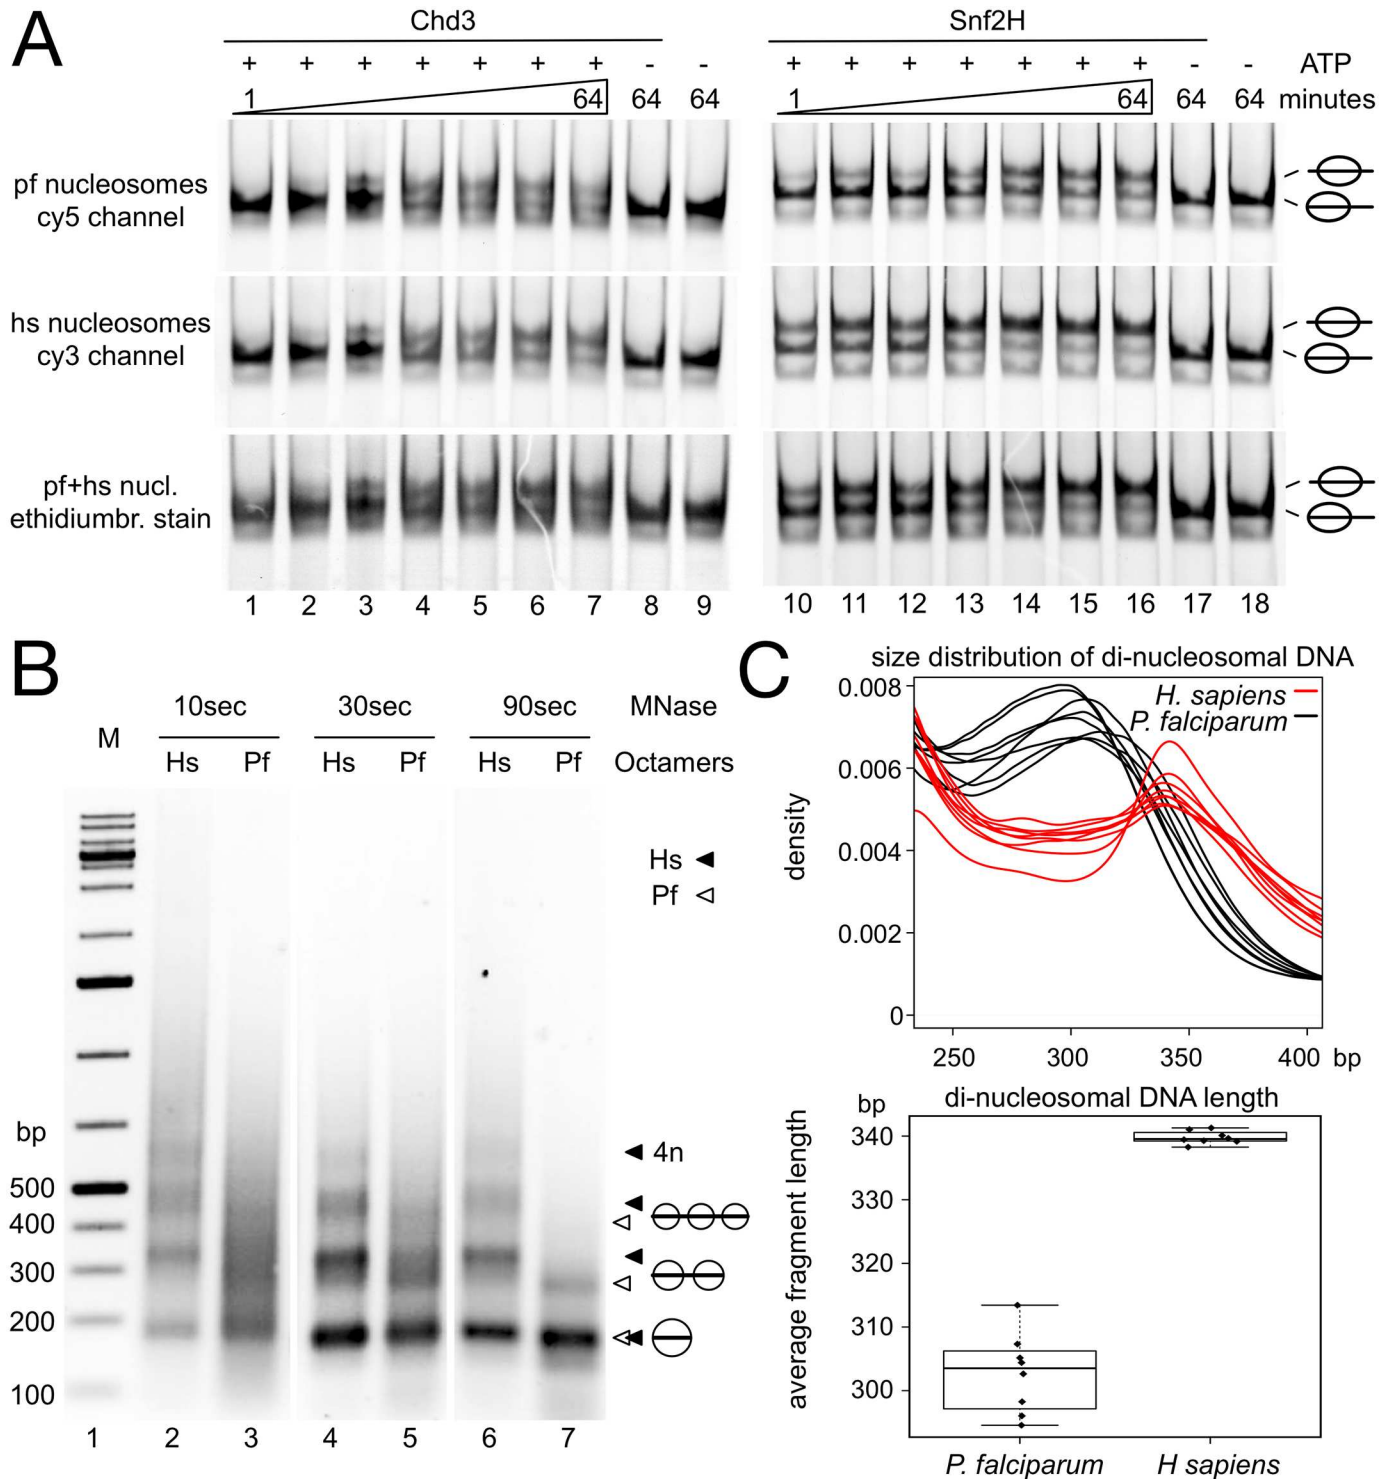 A
Chd3
Snf2H
+ + + + + + + - -
+ + + + + + + - - ATP
1 64 64 64
1 64 64 64 minutes
pf nucleosomes
cy5 channel
hs nucleosomes
cy3 channel
pf+hs nucl.
ethidiumbr. stain
1 2 3 4 5 6 7 8 9
10 11 12 13 14 15 16 17 18
B
10sec 30sec 90sec MNase
M
Hs Pf Hs Pf Hs Pf Octamers
Hs
Pf
bp
500
400
300
200
100
4n
1 2 3 4 5 6 7
C
size distribution of di-nucleosomal DNA
H. sapiens
P. falciparum
density
0.008
0.006
0.004
0.002
0
250 300 350 400 bp
di-nucleosomal DNA length
bp
average fragment length
340
330
320
310
300
P. falciparum H sapiens